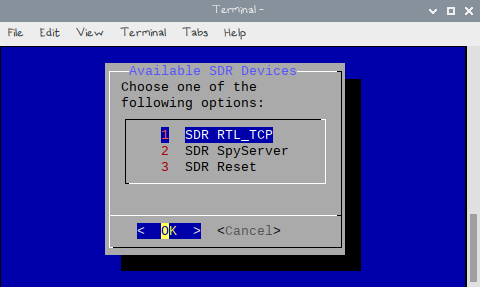 Terminal -
File Edit View Terminal Tabs Help
Available SDR Devices
Choose one of the
following options:
1 SDR RTL_TCP
2 SDR SpyServer
3 SDR Reset
< OK > <Cancel>